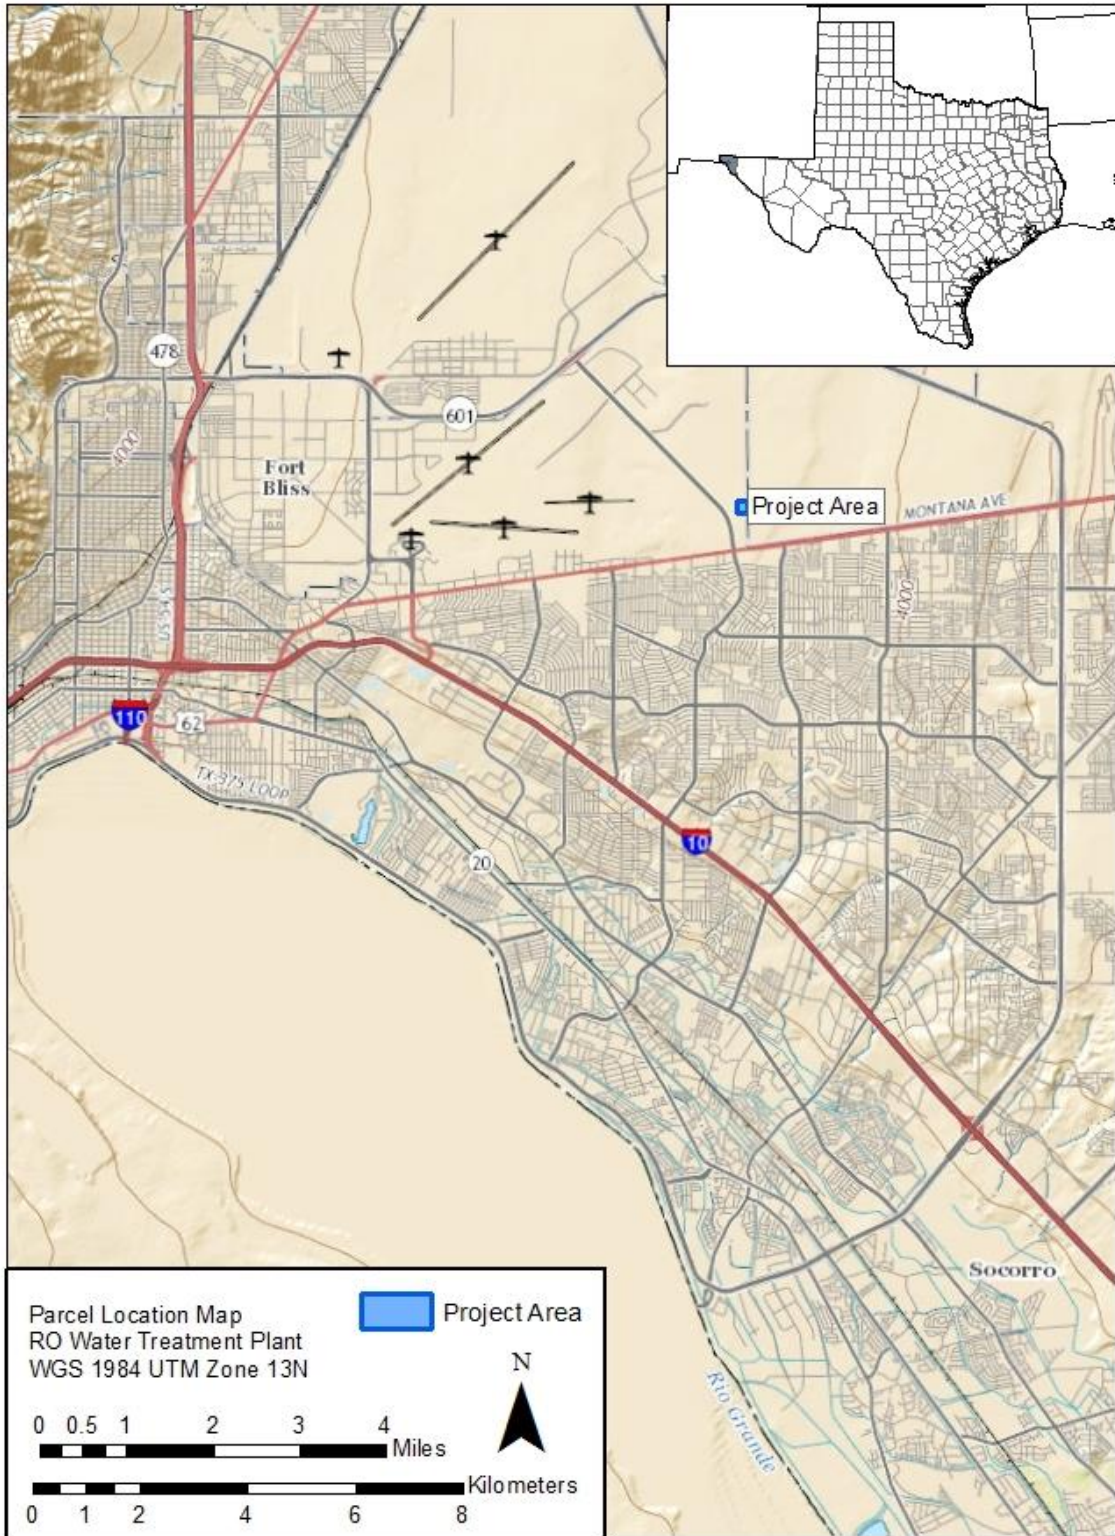 478
601
4000
Fort
Bliss
Project Area
MONTANA AVE
4000
US 54 S
110
62
TX-375 LOOP
10
20
Socorro
Rio Grande
Parcel Location Map
RO Water Treatment Plant
WGS 1984 UTM Zone 13N
Project Area
N
0 0.5 1 2 3 4
Miles
Kilometers
0 1 2 4 6 8